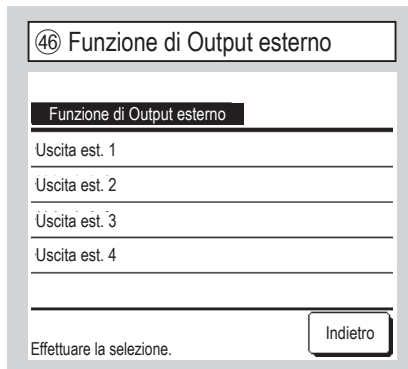 ㊻ Funzione di Output esterno
Funzione di Output esterno
Uscita est. 1
Uscita est. 2
Uscita est. 3
Uscita est. 4
Indietro
Effettuare la selezione.